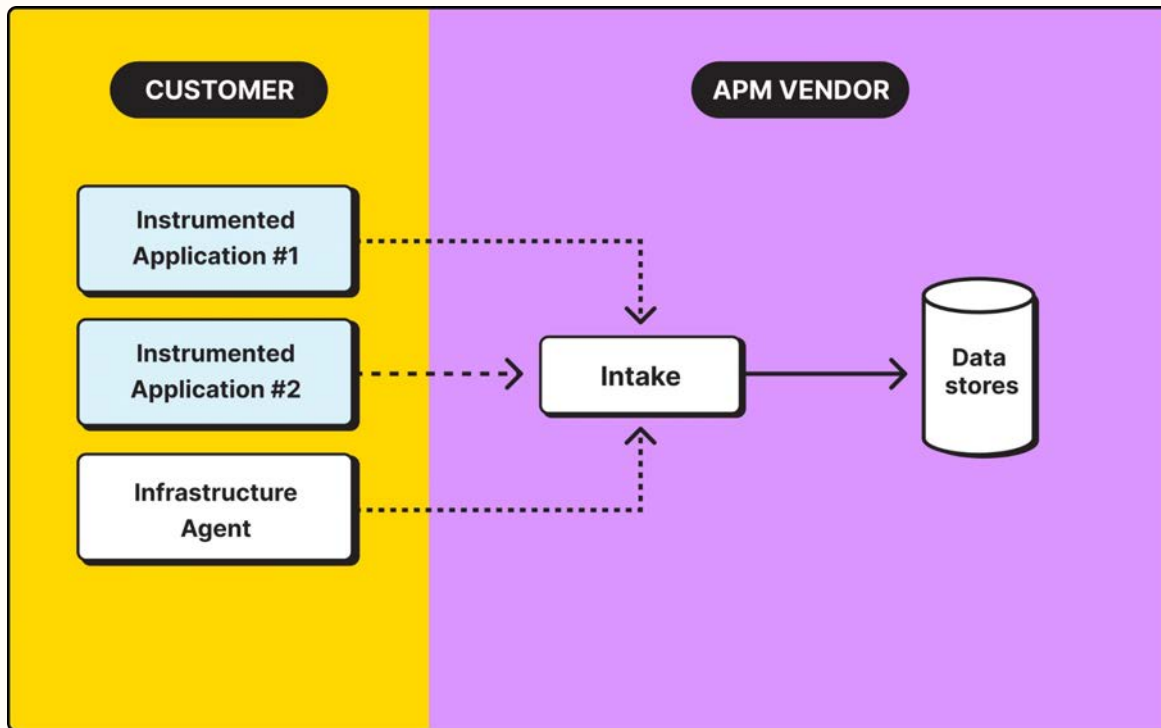 CUSTOMER
APM VENDOR
Instrumented
Application #1
Instrumented
Application #2
Infrastructure
Agent
Intake
Data
stores